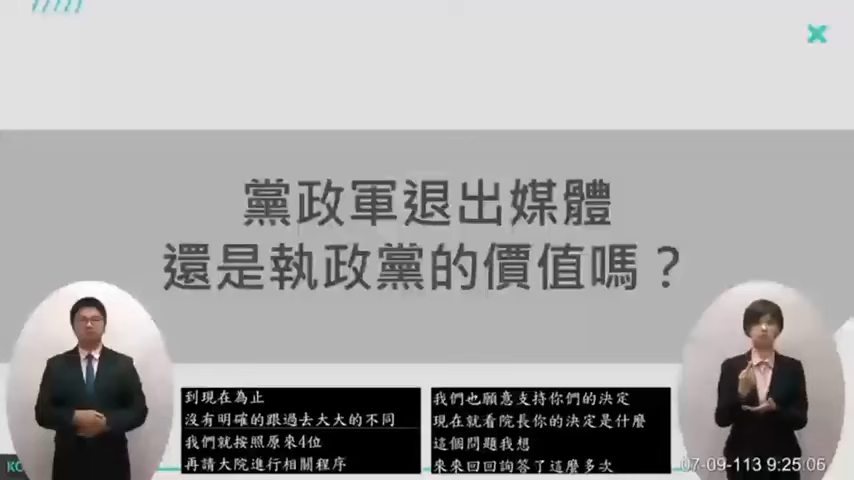 黨政軍退出媒體
還是執政黨的價值嗎？
到現在為止
沒有明確的跟過去大大的不同
我們就按照原來4位
再請大院進行相關程序
我們也願意支持你們的決定
現在就看院長你的決定是什麼
這個問題我想
來來回回詢答了這麼多次
07-09-113 9:25:06